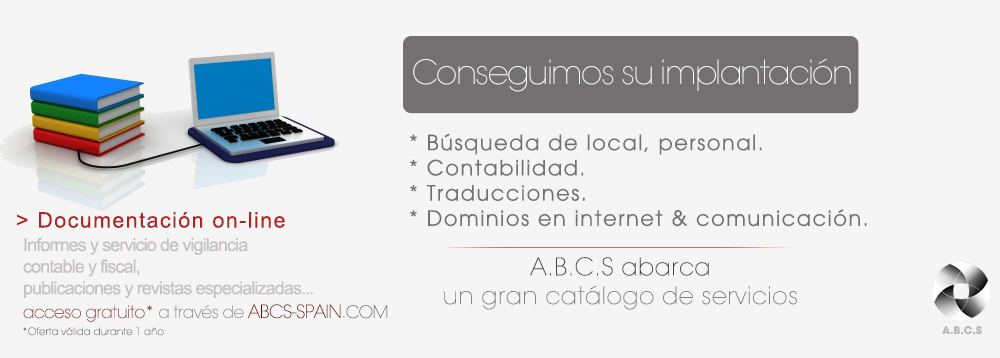 Conseguimos su implantación
* Búsqueda de local, personal.
* Contabilidad.
* Traducciones.
* Dominios en internet & comunicación.
A.B.C.S abarca
un gran catálogo de servicios
> Documentación on-line
Informes y servicio de vigilancia
contable y fiscal,
publicaciones y revistas especializadas...
acceso gratuito* a través de ABCS-SPAIN.COM
*Oferta válida durante 1 año
A.B.C.S